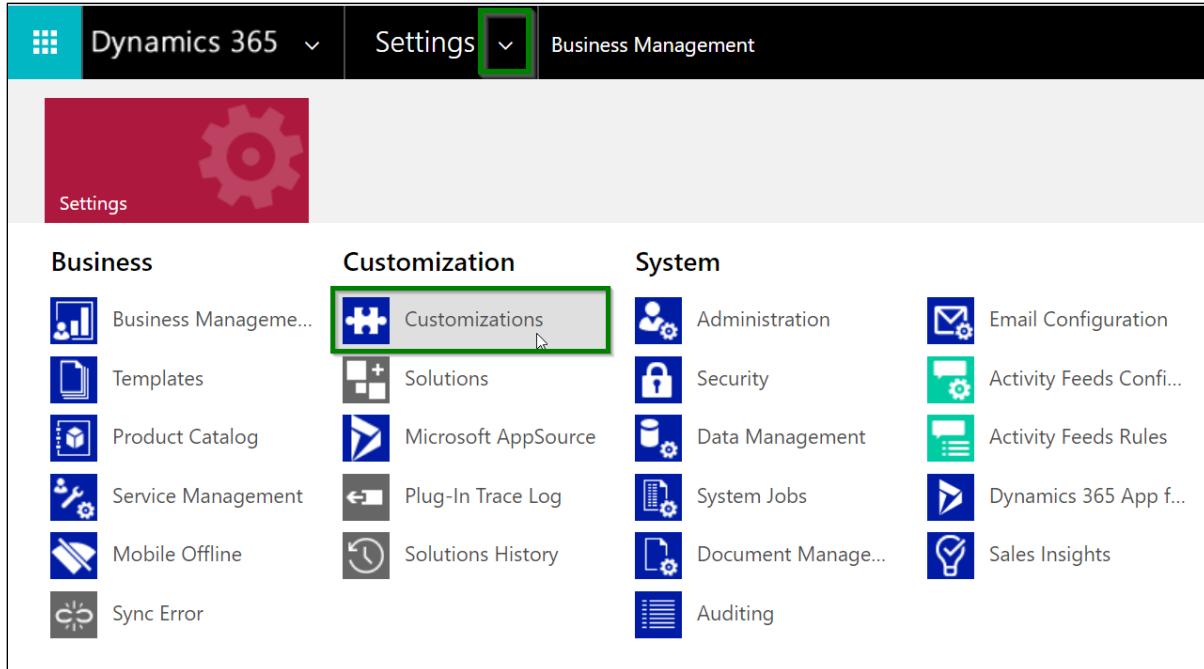 Dynamics 365 Settings Business Management
Settings
Business Customization System
Business Manageme... Customizations Administration Email Configuration
Templates Solutions Security Activity Feeds Confi...
Product Catalog Microsoft AppSource Data Management Activity Feeds Rules
Service Management Plug-In Trace Log System Jobs Dynamics 365 App f...
Mobile Offline Solutions History Document Manage... Sales Insights
Sync Error Auditing